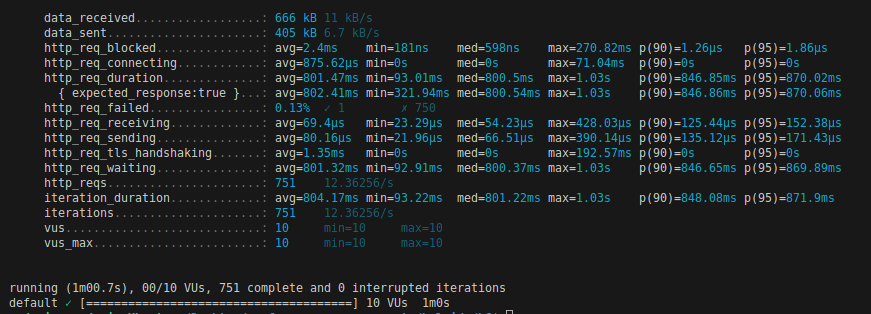 data_received..................: 666 kB 11 kB/s
data_sent......................: 405 kB 6.7 kB/s
http_req_blocked...............: avg=2.4ms min=181ns med=598ns max=270.82ms p(90)=1.26µs p(95)=1.86µs
http_req_connecting............: avg=875.62µs min=0s med=0s max=71.04ms p(90)=0s p(95)=0s
http_req_duration..............: avg=801.47ms min=93.01ms med=800.5ms max=1.03s p(90)=846.85ms p(95)=870.02ms
{ expected_response:true }...: avg=802.41ms min=321.94ms med=800.54ms max=1.03s p(90)=846.86ms p(95)=870.06ms
http_req_failed................: 0.13% ✓ 1 ✗ 750
http_req_receiving.............: avg=69.4µs min=23.29µs med=54.23µs max=428.03µs p(90)=125.44µs p(95)=152.38µs
http_req_sending...............: avg=80.16µs min=21.96µs med=66.51µs max=390.14µs p(90)=135.12µs p(95)=171.43µs
http_req_tls_handshaking.......: avg=1.35ms min=0s med=0s max=192.57ms p(90)=0s p(95)=0s
http_req_waiting...............: avg=801.32ms min=92.91ms med=800.37ms max=1.03s p(90)=846.65ms p(95)=869.89ms
http_reqs......................: 751 12.36256/s
iteration_duration.............: avg=804.17ms min=93.22ms med=801.22ms max=1.03s p(90)=848.08ms p(95)=871.9ms
iterations.....................: 751 12.36256/s
vus............................: 10 min=10 max=10
vus_max........................: 10 min=10 max=10
running (1m00.7s), 00/10 VUs, 751 complete and 0 interrupted iterations
default ✓ [======================================] 10 VUs 1m0s